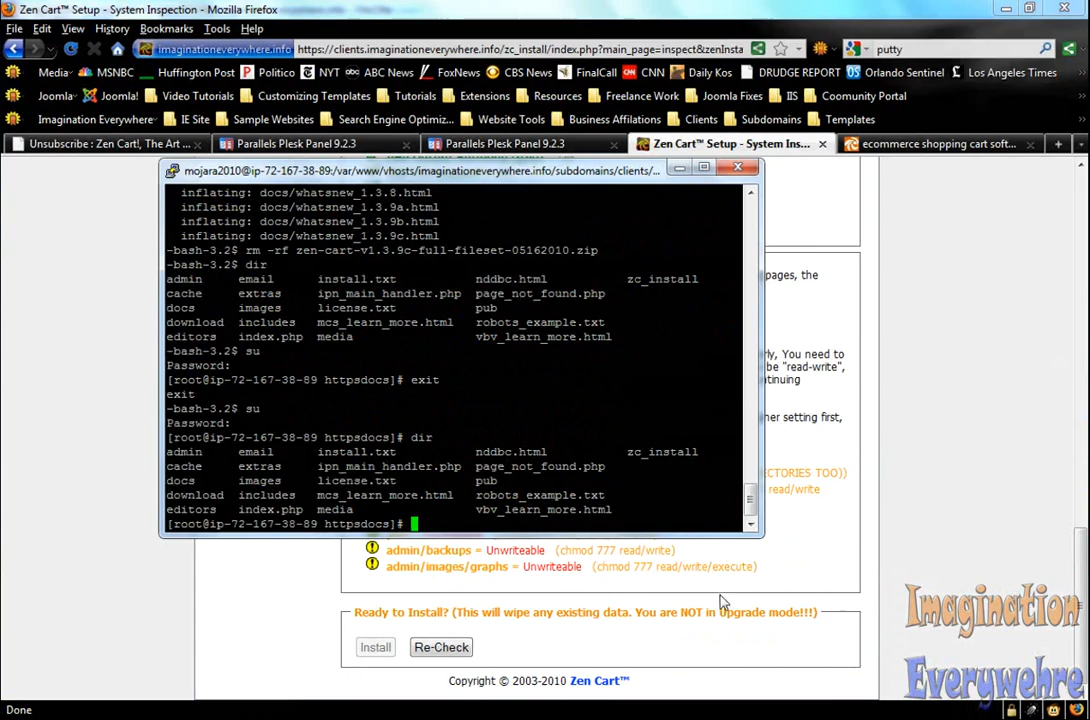 Zen Cart™ Setup - System Inspection - Mozilla Firefox
File Edit View History Bookmarks Tools Help
imaginationeverywhere.info https://clients.imaginationeverywhere.info/zc_install/index.php?main_page=inspect&zenInsta putty
Media MSNBC Huffington Post Politico NYT ABC News FoxNews CBS News FinalCall CNN Daily Kos DRUDGE REPORT Orlando Sentinel Los Angeles Times
Joomla Joomla! Video Tutorials Customizing Templates Tutorials Extensions Resources Freelance Work Joomla Fixes IIS Coomunity Portal
Imagination Everywhere IE Site Sample Websites Search Engine Optimiz... Website Tools Business Affiliations Clients Subdomains Templates
Unsubscribe : Zen Cart!, The Art ... Parallels Plesk Panel 9.2.3 Parallels Plesk Panel 9.2.3 Zen Cart™ Setup - System Ins... ecommerce shopping cart soft...
mojara2010@ip-72-167-38-89:/var/www/vhosts/imaginationeverywhere.info/subdomains/clients/...
inflating: docs/whatsnew_1.3.8.html
inflating: docs/whatsnew_1.3.9a.html
inflating: docs/whatsnew_1.3.9b.html
inflating: docs/whatsnew_1.3.9c.html
-bash-3.2$ rm -rf zen-cart-v1.3.9c-full-fileset-05162010.zip
-bash-3.2$ dir
admin email install.txt nddbc.html zc_install
cache extras ipn_main_handler.php page_not_found.php
docs images license.txt pub
download includes mcs_learn_more.html robots_example.txt
editors index.php media vbv_learn_more.html
-bash-3.2$ su
Password:
[root@ip-72-167-38-89 httpsdocs]# exit
exit
-bash-3.2$ su
Password:
[root@ip-72-167-38-89 httpsdocs]# dir
admin email install.txt nddbc.html zc_install
cache extras ipn_main_handler.php page_not_found.php
docs images license.txt pub
download includes mcs_learn_more.html robots_example.txt
editors index.php media vbv_learn_more.html
[root@ip-72-167-38-89 httpsdocs]#
pages, the
rly, You need to
be "read-write",
ntinuing
her setting first,
ECTORIES TOO))
read/write
admin/backups = Unwriteable (chmod 777 read/write)
admin/images/graphs = Unwriteable (chmod 777 read/write/execute)
Ready to Install? (This will wipe any existing data. You are NOT in upgrade mode!!!)
Install Re-Check
Copyright © 2003-2010 Zen Cart™
Imagination
Everywehre
Done